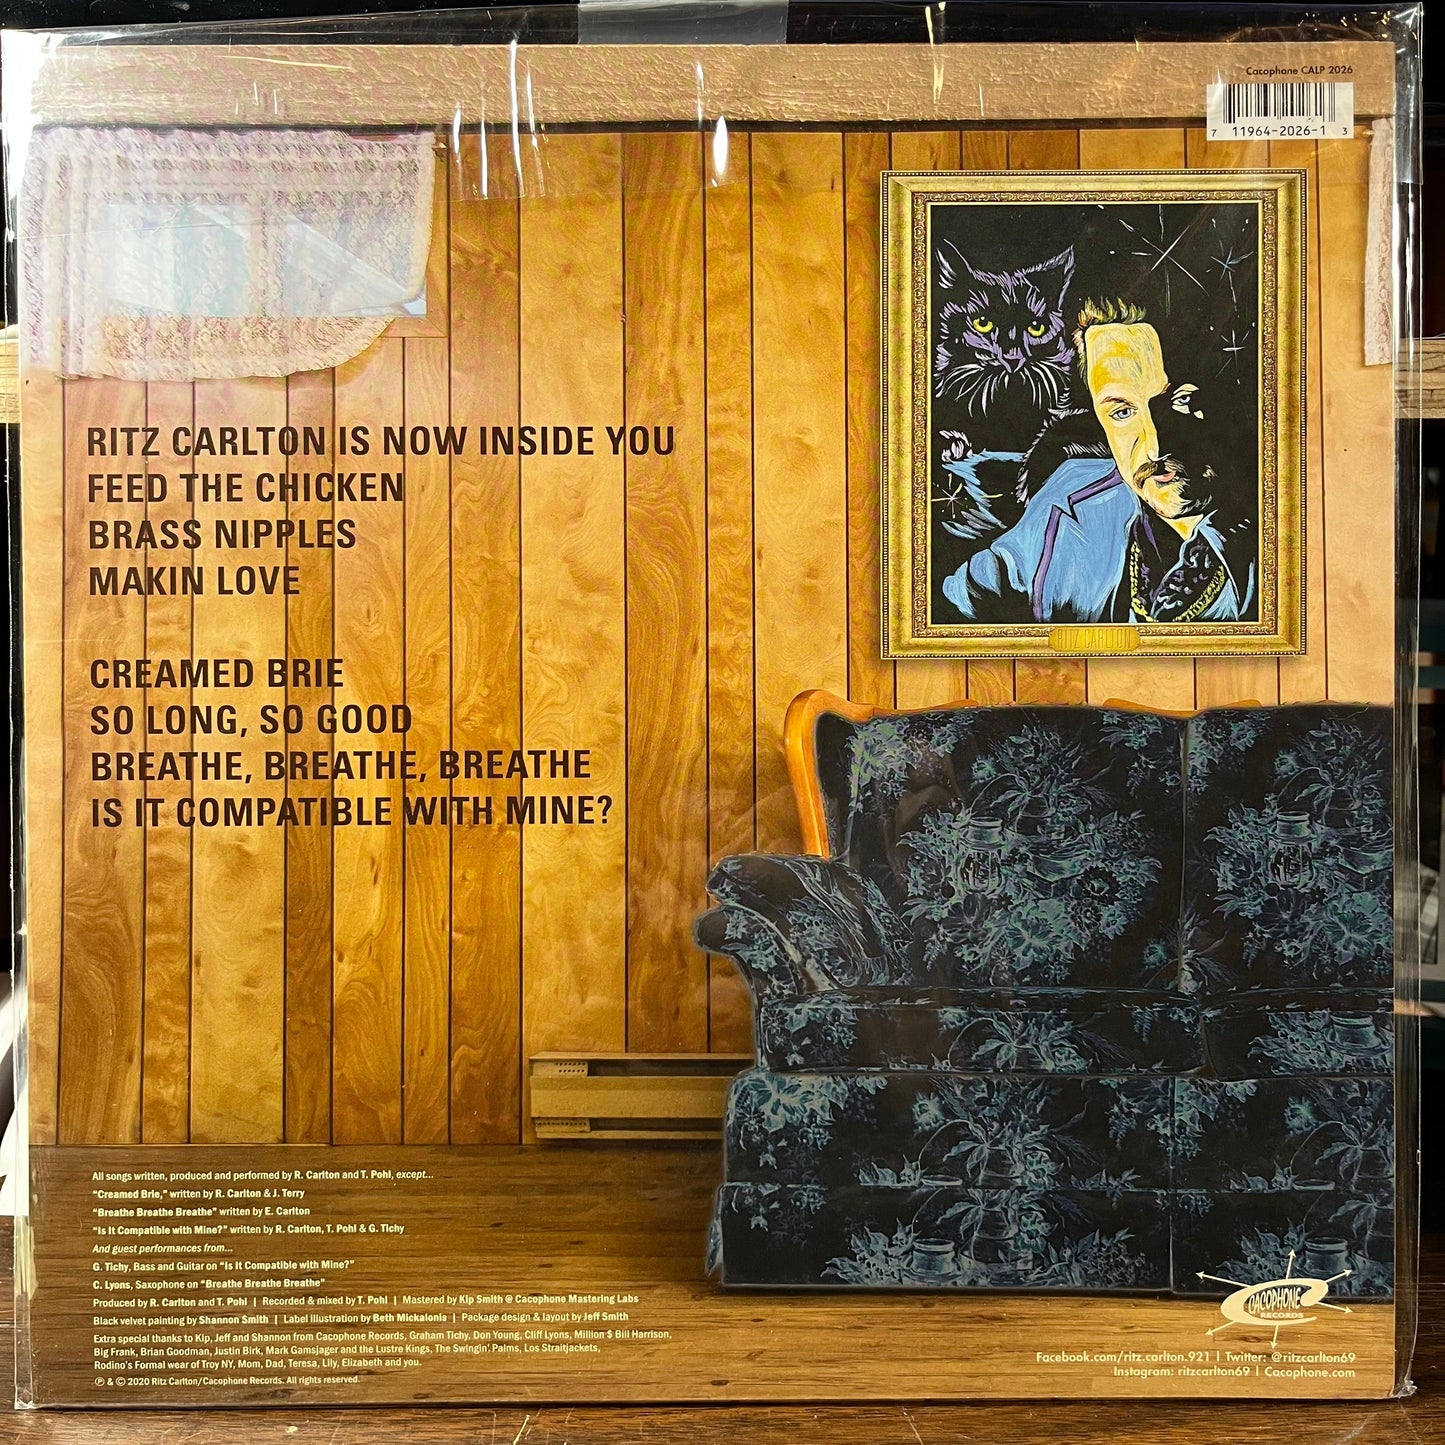 Cacophone CALP 2026
7 11964-2026-1 3
RITZ CARLTON IS NOW INSIDE YOU
FEED THE CHICKEN
BRASS NIPPLES
MAKIN LOVE
CREAMED BRIE
SO LONG, SO GOOD
BREATHE, BREATHE, BREATHE
IS IT COMPATIBLE WITH MINE?
RITZ CARLTON
All songs written, produced and performed by R. Carlton and T. Pohl, except...
"Creamed Brie," written by R. Carlton & J. Terry
"Breathe Breathe Breathe" written by E. Carlton
"Is It Compatible with Mine?" written by R. Carlton, T. Pohl & G. Tichy
And guest performances from...
G. Tichy, Bass and Guitar on "Is It Compatible with Mine?"
C. Lyons, Saxophone on "Breathe Breathe Breathe"
Produced by R. Carlton and T. Pohl | Recorded & mixed by T. Pohl | Mastered by Kip Smith @ Cacophone Mastering Labs
Black velvet painting by Shannon Smith | Label illustration by Beth Mickalonis | Package design & layout by Jeff Smith
Extra special thanks to Kip, Jeff and Shannon from Cacophone Records, Graham Tichy, Don Young, Cliff Lyons, Million $ Bill Harrison,
Big Frank, Brian Goodman, Justin Birk, Mark Gamsjager and the Lustre Kings, The Swingin' Palms, Los Straitjackets,
Rodino's Formal wear of Troy NY, Mom, Dad, Teresa, Lily, Elizabeth and you.
℗ & © 2020 Ritz Carlton/Cacophone Records. All rights reserved.
CACOPHONE
RECORDS
Facebook.com/ritz.carlton.921 | Twitter: @ritzcarlton69
Instagram: ritzcarlton69 | Cacophone.com